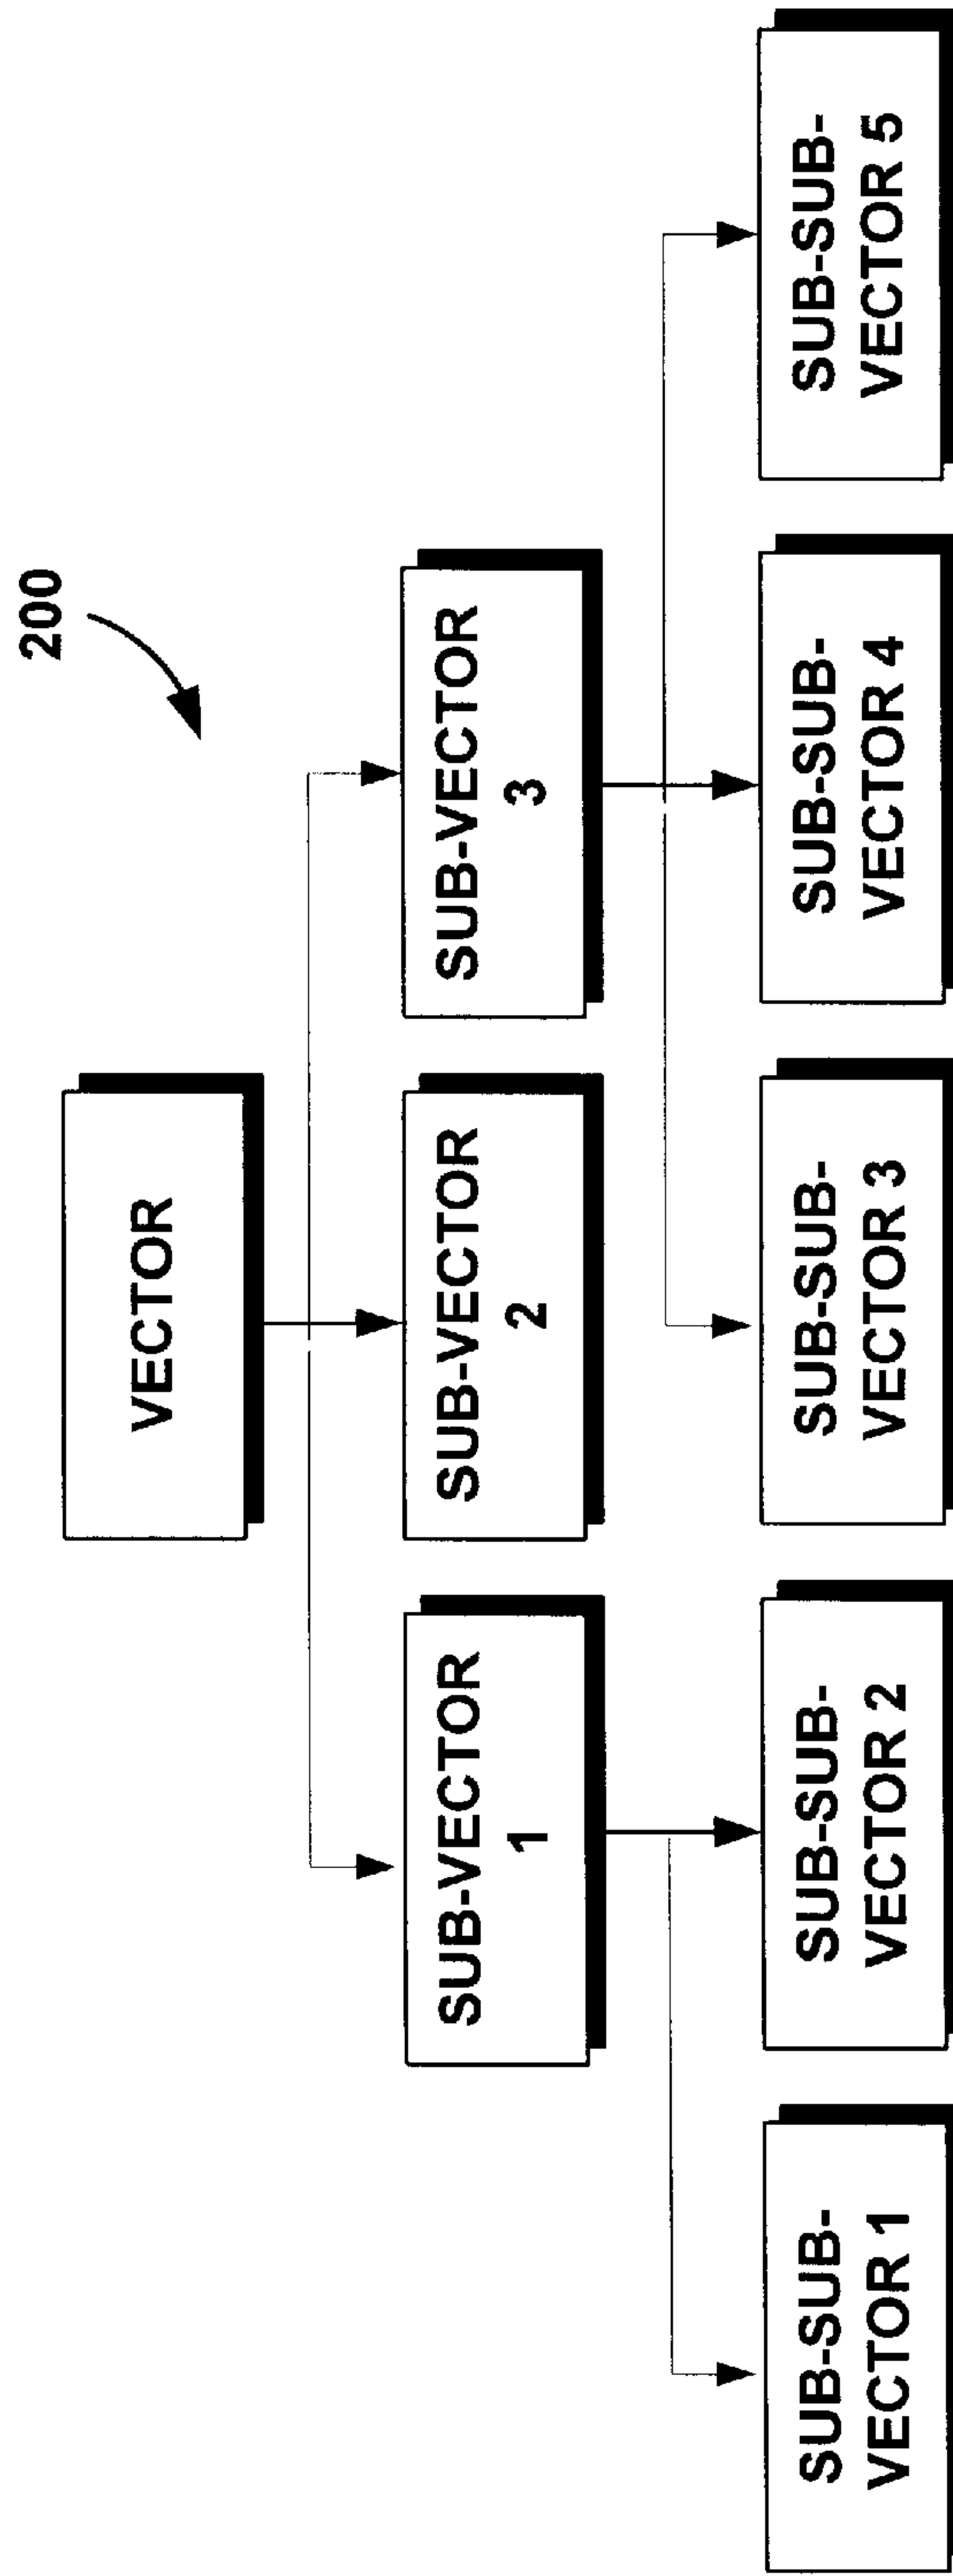 200
VECTOR
SUB-VECTOR
1
SUB-VECTOR
2
SUB-VECTOR
3
SUB-SUB-
VECTOR 1
SUB-SUB-
VECTOR 2
SUB-SUB-
VECTOR 3
SUB-SUB-
VECTOR 4
SUB-SUB-
VECTOR 5